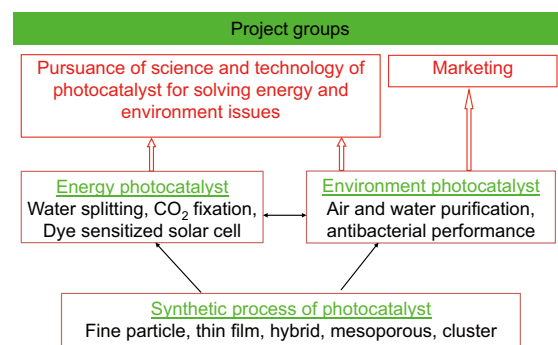 Project groups
Pursuance of science and technology of
photocatalyst for solving energy and
environment issues
Marketing
Energy photocatalyst
Water splitting, CO₂ fixation,
Dye sensitized solar cell
Environment photocatalyst
Air and water purification,
antibacterial performance
Synthetic process of photocatalyst
Fine particle, thin film, hybrid, mesoporous, cluster